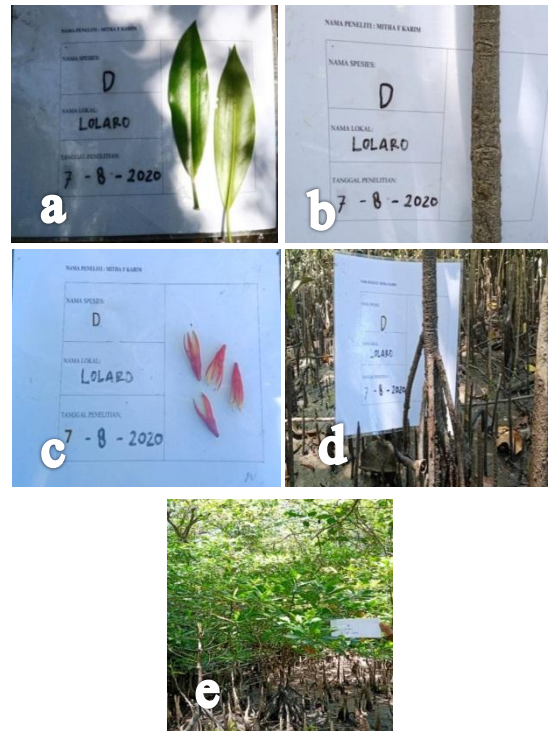 NAMA PENELITI : MITHA F KARIM
NAMA SPESIES:
D
NAMA LOKAL:
LOLARO
TANGGAL PENELITIAN:
7 - 8 - 2020
a
NAMA PENELITI : MITHA F KARIM
NAMA SPESIES:
D
NAMA LOKAL:
LOLARO
TANGGAL PENELITIAN:
7 - 8 - 2020
b
NAMA PENELITI : MITHA F KARIM
NAMA SPESIES:
D
NAMA LOKAL:
LOLARO
TANGGAL PENELITIAN:
7 - 8 - 2020
c
D
LOLARO
7 - 8 - 2020
d
e